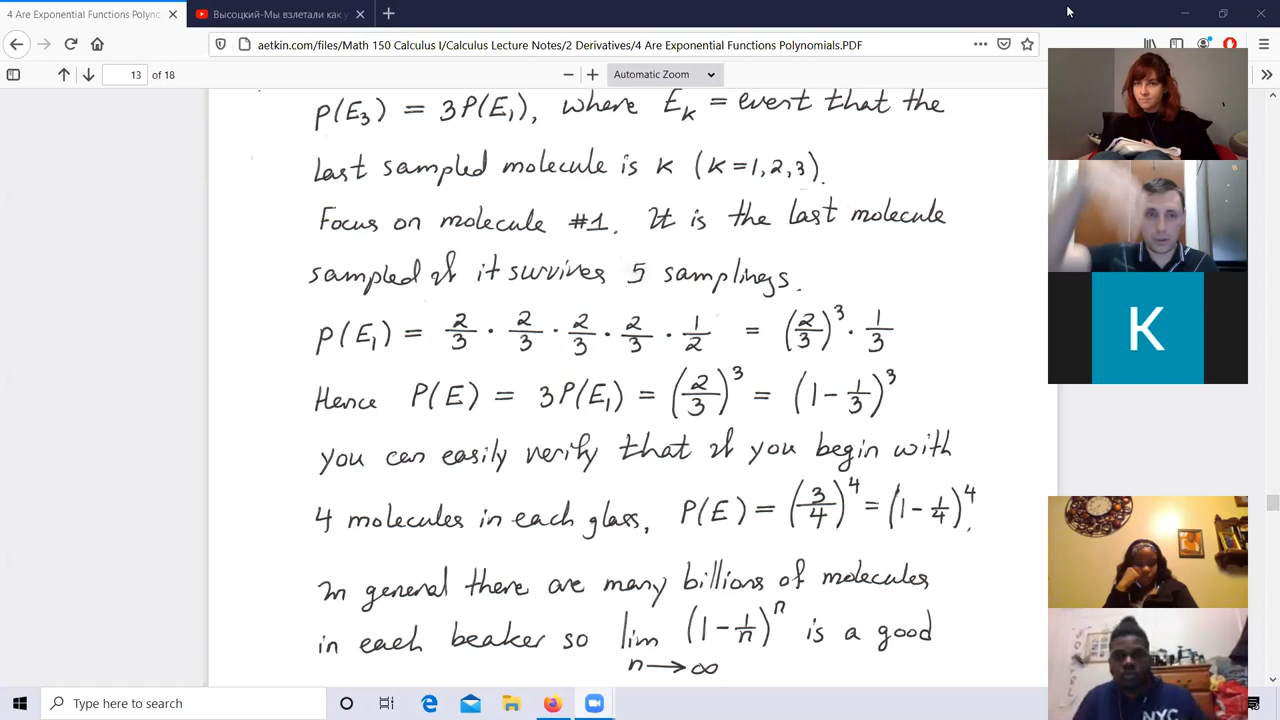 4 Are Exponential Functions Polync
Высоцкий-Мы взлетали как у
aetkin.com/files/Math 150 Calculus I/Calculus Lecture Notes/2 Derivatives/4 Are Exponential Functions Polynomials.PDF
13 of 18
Automatic Zoom
P(E₃) = 3P(E₁), where E_K = event that the
Last sampled molecule is K (K=1,2,3).
Focus on molecule #1. It is the last molecule
sampled if it survives 5 samplings.
P(E₁) = 2/3 · 2/3 · 2/3 · 2/3 · 1/2 = (2/3)³ · 1/3
Hence P(E) = 3P(E₁) = (2/3)³ = (1 - 1/3)³
You can easily verify that if you begin with
4 molecules in each glass, P(E) = (3/4)⁴ = (1 - 1/4)⁴.
In general there are many billions of molecules
in each beaker so lim n→∞ (1 - 1/n)ⁿ is a good
K
NYC
Type here to search